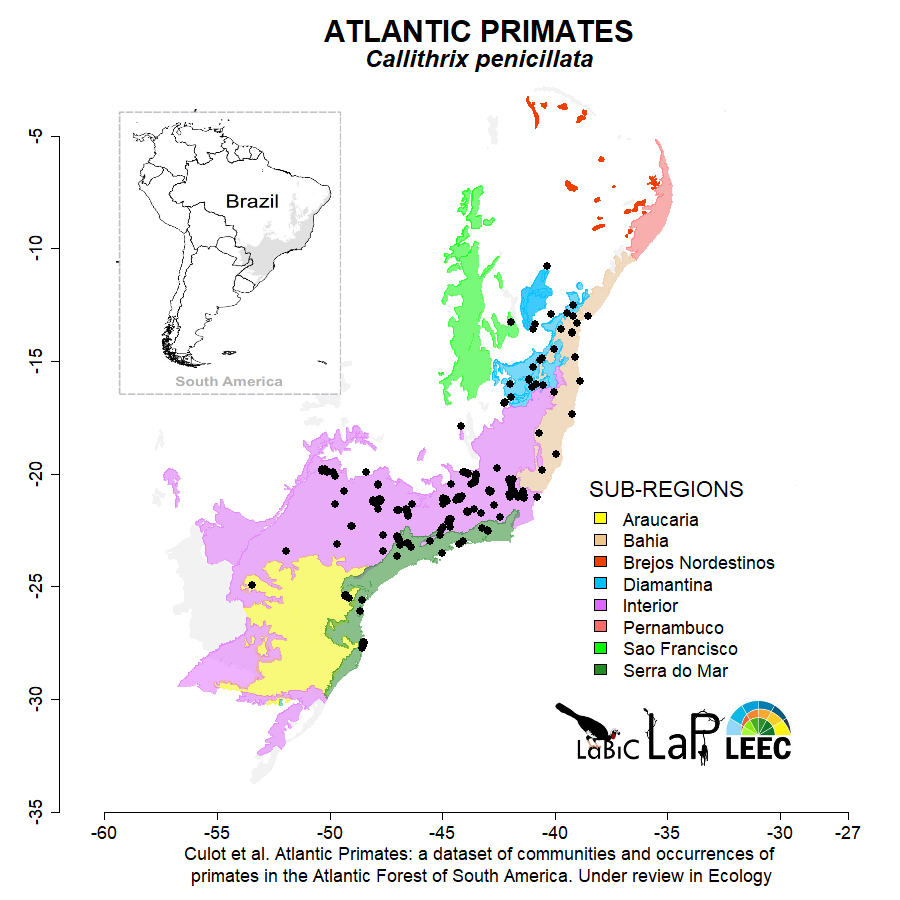 ATLANTIC PRIMATES
Callithrix penicillata
Brazil
South America
-5
-10
-15
-20
-25
-30
-35
-60
-55
-50
-45
-40
-35
-30
-27
SUB-REGIONS
Araucaria
Bahia
Brejos Nordestinos
Diamantina
Interior
Pernambuco
Sao Francisco
Serra do Mar
LaBiC LaP LEEC
Culot et al. Atlantic Primates: a dataset of communities and occurrences of
primates in the Atlantic Forest of South America. Under review in Ecology